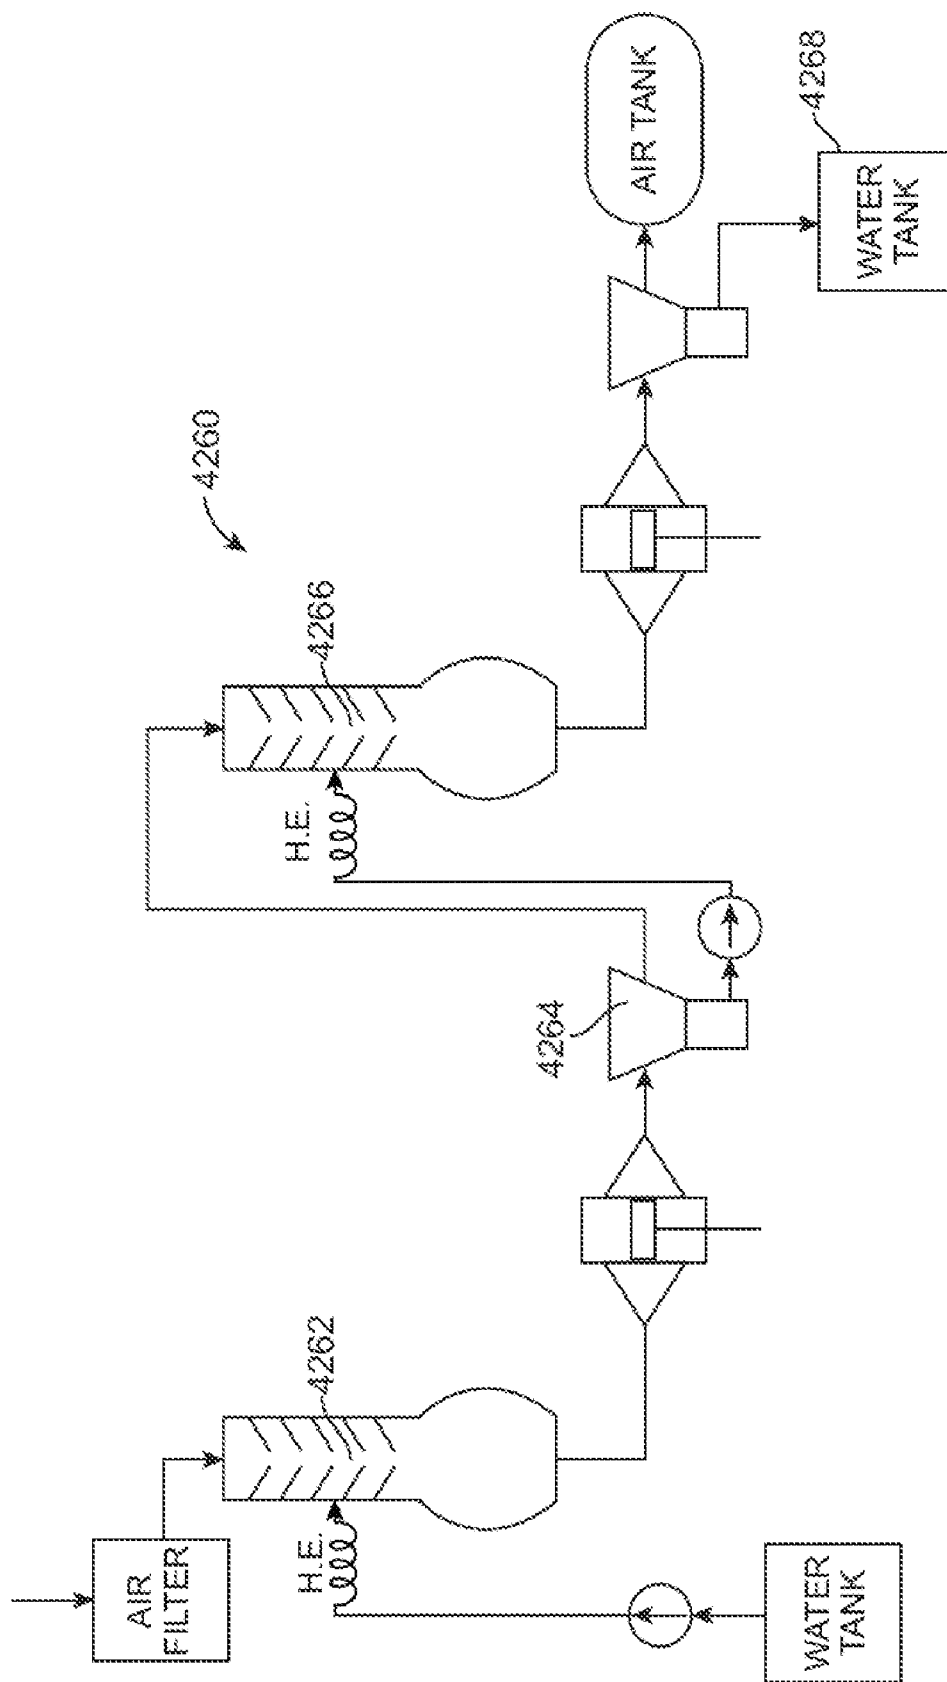 AIR
FILTER
H.E.
4262
WATER
TANK
4264
H.E.
4266
4260
AIR TANK
WATER
TANK
4268